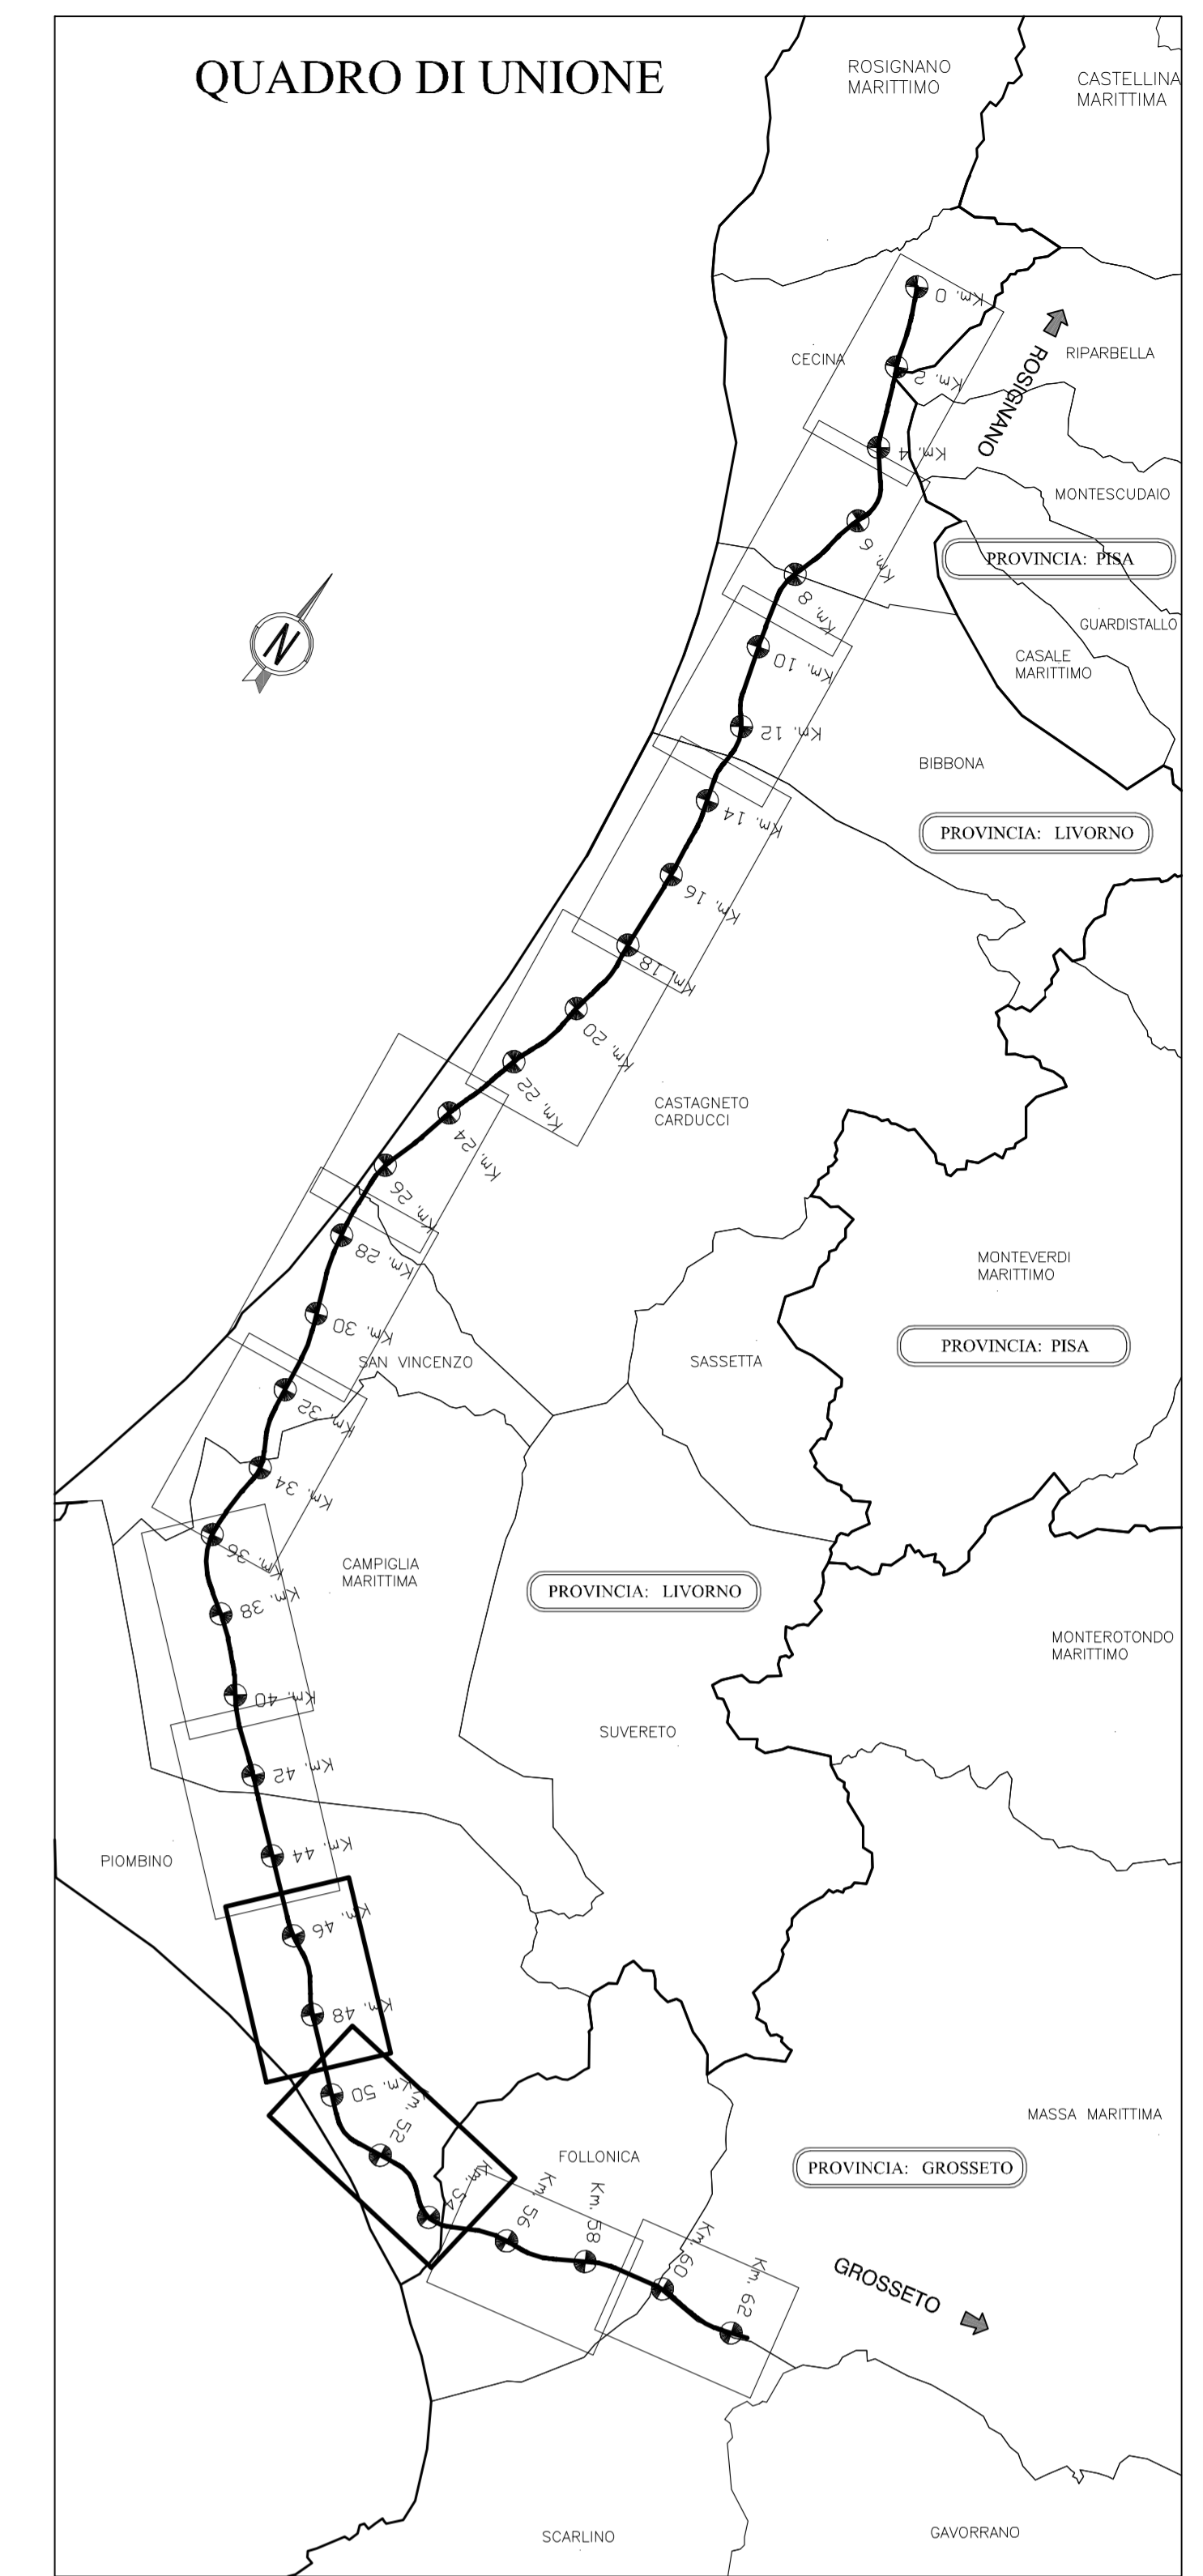 QUADRO DI UNIONE
ROSIGNANO
MARITTIMO
CASTELLINA
MARITTIMA
Km. 0
CECINA
Km. 2
ROSIGNANO
RIPARBELLA
Km. 4
MONTESCUDAIO
Km. 6
PROVINCIA: PISA
Km. 8
GUARDISTALLO
N
Km. 10
CASALE
MARITTIMO
Km. 12
BIBBONA
Km. 14
PROVINCIA: LIVORNO
Km. 16
Km. 18
Km. 20
Km. 22
CASTAGNETO
CARDUCCI
Km. 24
Km. 26
Km. 28
MONTEVERDI
MARITTIMO
Km. 30
PROVINCIA: PISA
SAN VINCENZO
SASSETTA
Km. 32
Km. 34
Km. 36
CAMPIGLIA
MARITTIMA
PROVINCIA: LIVORNO
Km. 38
MONTEROTONDO
MARITTIMO
Km. 40
SUVERETO
Km. 42
Km. 44
PIOMBINO
Km. 46
Km. 48
Km. 50
Km. 52
MASSA MARITTIMA
FOLLONICA
PROVINCIA: GROSSETO
Km. 54
Km. 56
Km. 58
Km. 60
Km. 62
GROSSETO
SCARLINO
GAVORRANO